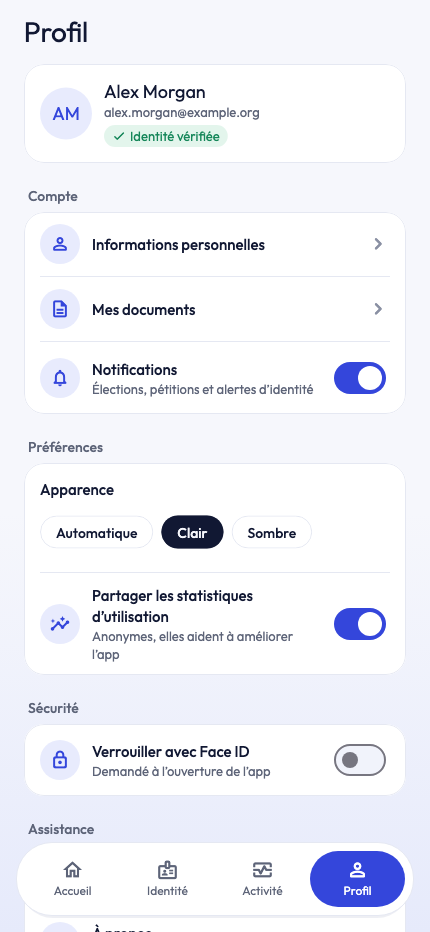 Profil
AM
Alex Morgan
alex.morgan@example.org
Identité vérifiée
Compte
Informations personnelles
Mes documents
Notifications
Élections, pétitions et alertes d'identité
Préférences
Apparence
Automatique
Clair
Sombre
Partager les statistiques
d'utilisation
Anonymes, elles aident à améliorer
l'app
Sécurité
Verrouiller avec Face ID
Demandé à l'ouverture de l'app
Assistance
Accueil
Identité
Activité
Profil